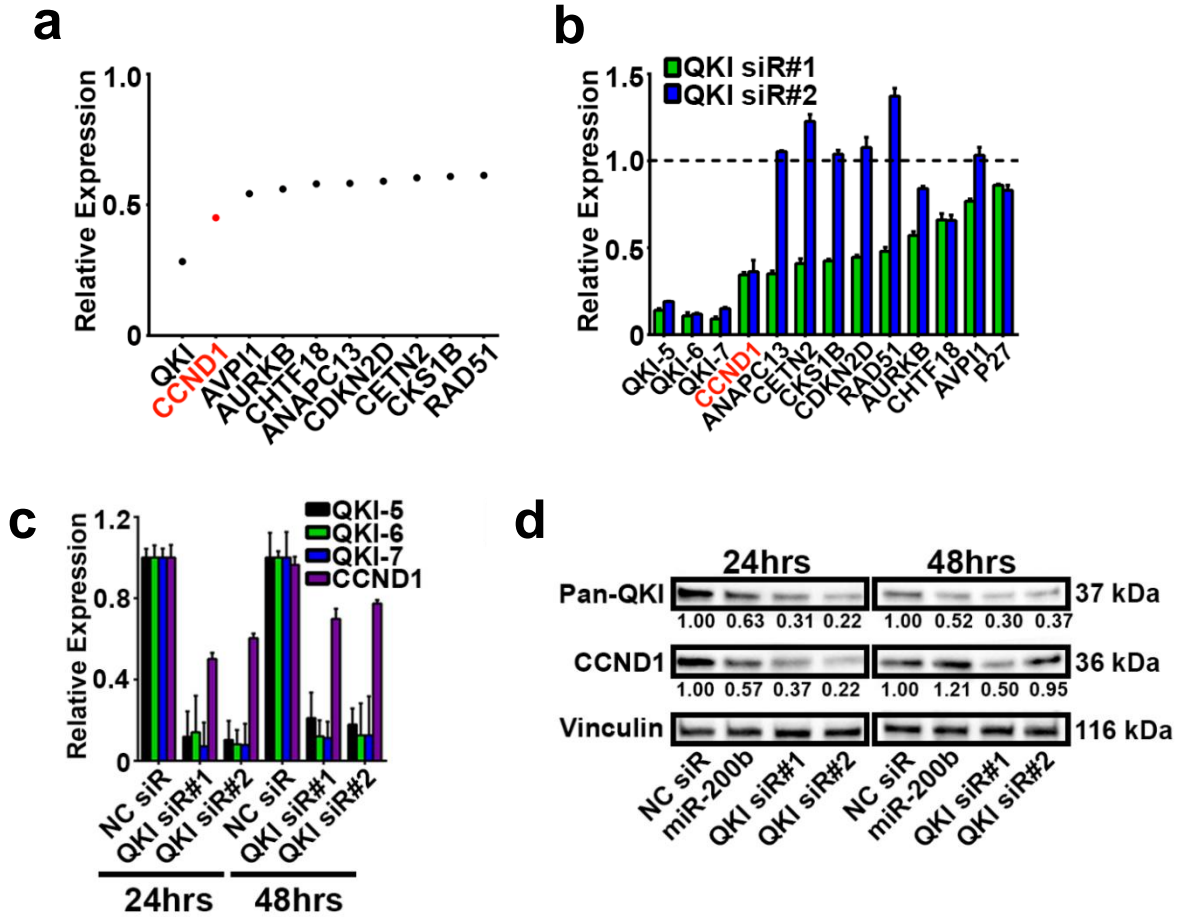 a
1.0
0.5
0
Relative Expression
QKI
CCND1
AVPI1
AURKB
CHTF18
ANAPC13
CDKN2D
CETN2
CKS1B
RAD51
b
QKI siR#1
QKI siR#2
1.5
1.0
0.5
0
Relative Expression
QKI-5
QKI-6
QKI-7
CCND1
ANAPC13
CETN2
CKS1B
CDKN2D
RAD51
AURKB
CHTF18
AVPI1
P27
c
QKI-5
QKI-6
QKI-7
CCND1
1.2
0.8
0.4
0
Relative Expression
NC siR
QKI siR#1
QKI siR#2
NC siR
QKI siR#1
QKI siR#2
24hrs 48hrs
d
24hrs 48hrs
Pan-QKI 37 kDa
1.00 0.63 0.31 0.22 1.00 0.52 0.30 0.37
CCND1 36 kDa
1.00 0.57 0.37 0.22 1.00 1.21 0.50 0.95
Vinculin 116 kDa
NC siR
miR-200b
QKI siR#1
QKI siR#2
NC siR
miR-200b
QKI siR#1
QKI siR#2